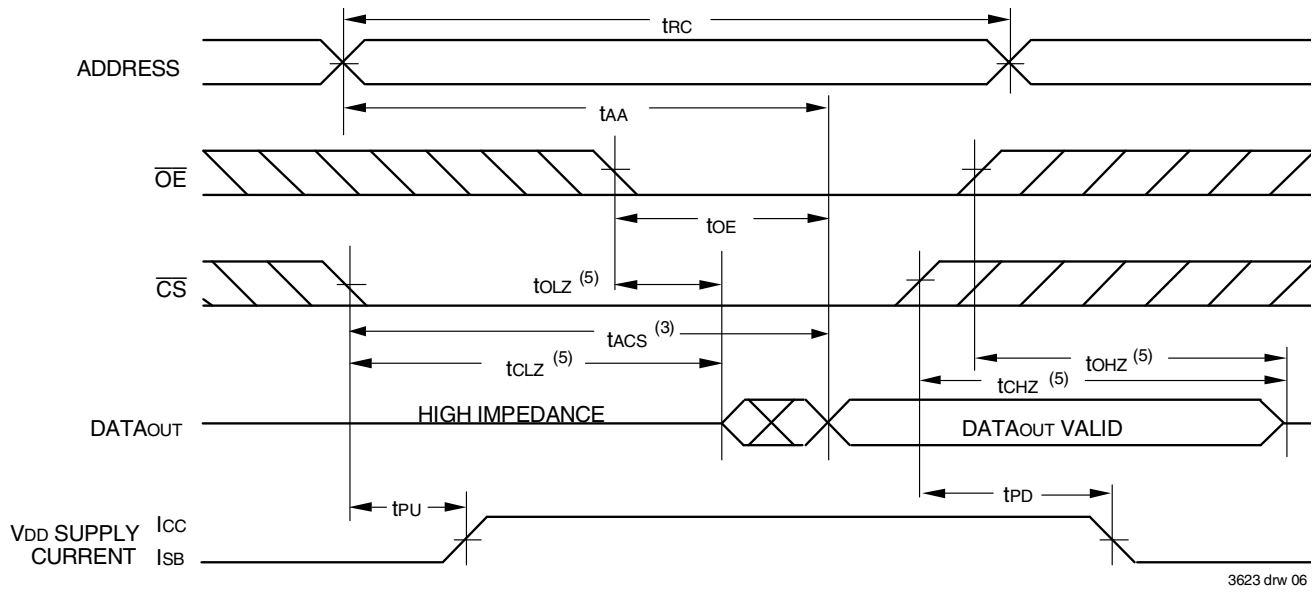 tRC
ADDRESS
tAA
OE
tOE
CS
tOLZ (5)
tACS (3)
tCLZ (5)
tOHZ (5)
tCHZ (5)
HIGH IMPEDANCE
DATAOUT
DATAOUT VALID
tPU
tPD
VDD SUPPLY ICC
CURRENT ISB
3623 drw 06